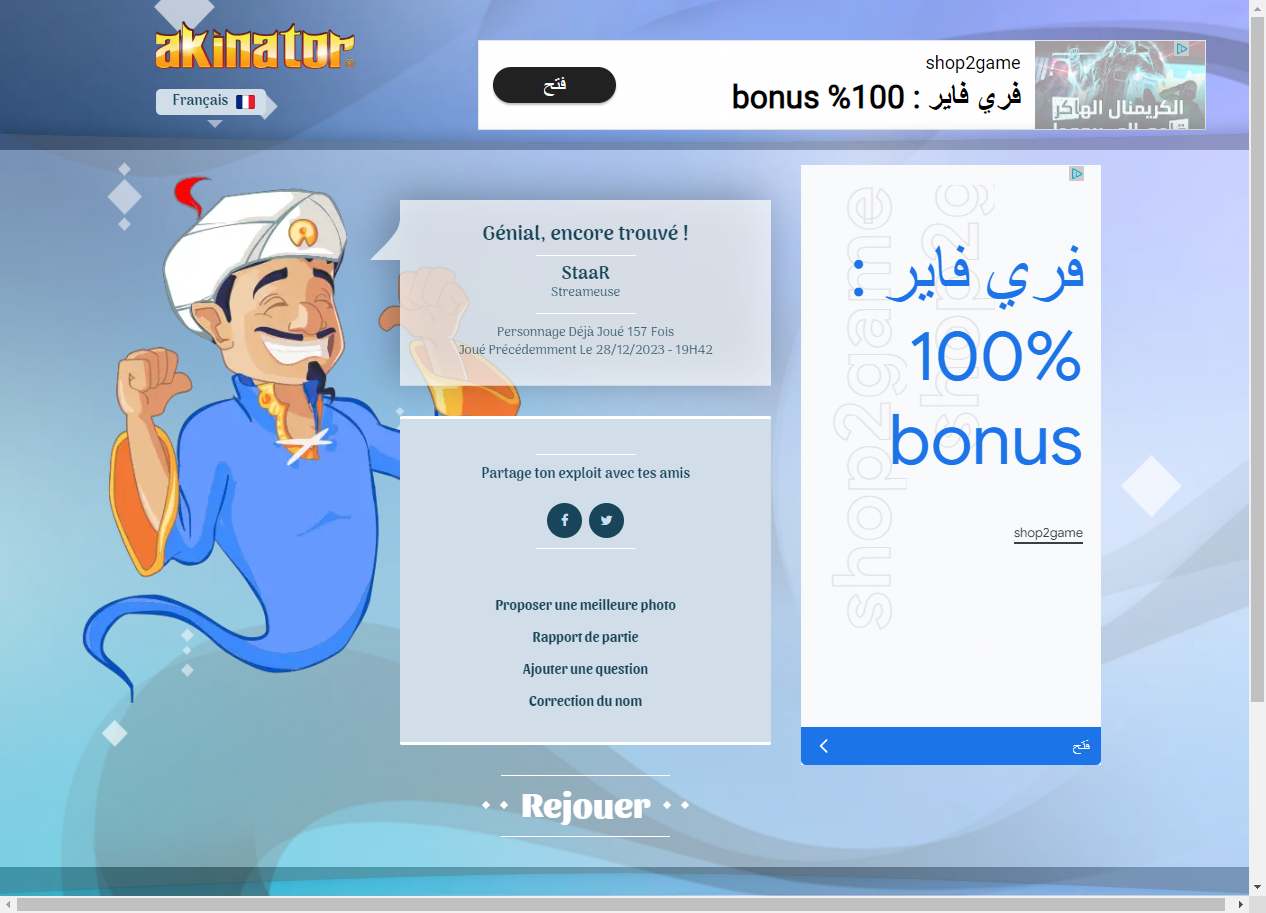 akinator
Français
shop2game
فري فاير : 100% bonus
فتح
الكريمنال الهاكر
Génial, encore trouvé !
StaaR
Streameuse
Personnage Déjà Joué 157 Fois
Joué Précédemment Le 28/12/2023 - 19H42
Partage ton exploit avec tes amis
Proposer une meilleure photo
Rapport de partie
Ajouter une question
Correction du nom
Rejouer
shop2game
shop2g
فري فاير :
100%
bonus
shop2game
فتح